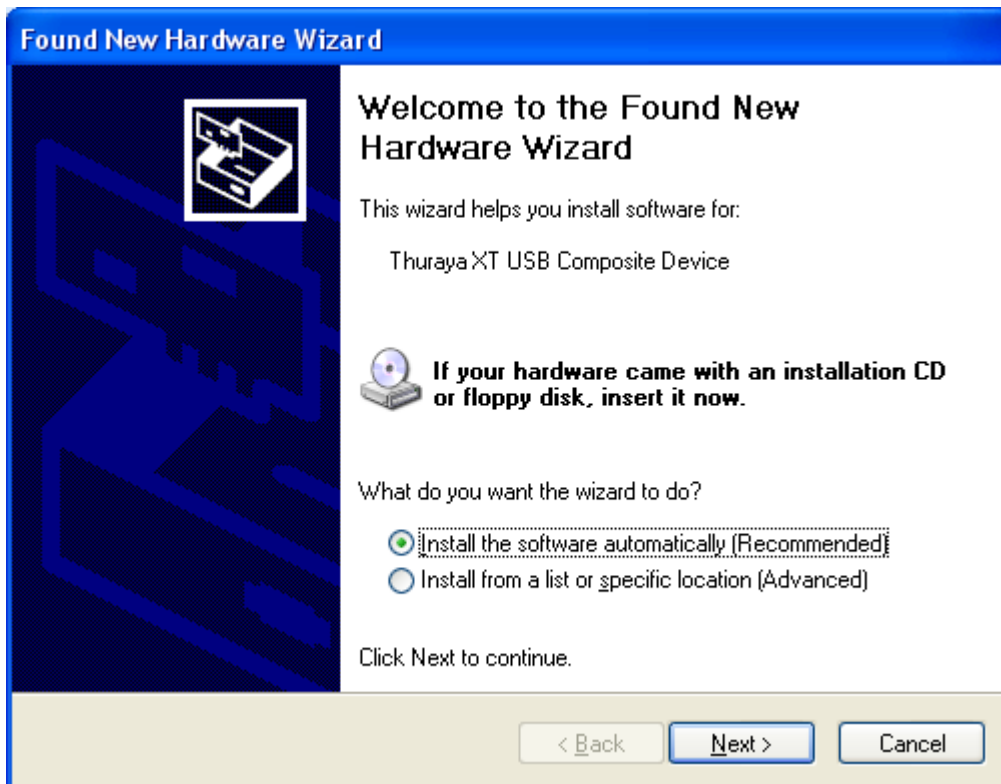 Found New Hardware Wizard
Welcome to the Found New
Hardware Wizard
This wizard helps you install software for:
Thuraya XT USB Composite Device
If your hardware came with an installation CD
or floppy disk, insert it now.
What do you want the wizard to do?
Install the software automatically (Recommended)
Install from a list or specific location (Advanced)
Click Next to continue.
< Back Next > Cancel